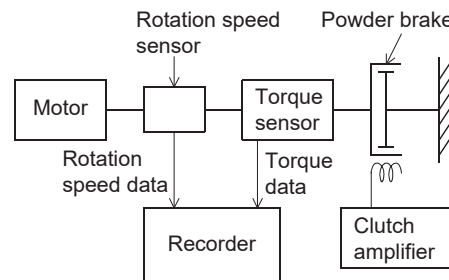 Rotation speed
sensor
Powder brake
Motor
Torque
sensor
Rotation
speed data
Torque
data
Recorder
Clutch
amplifier